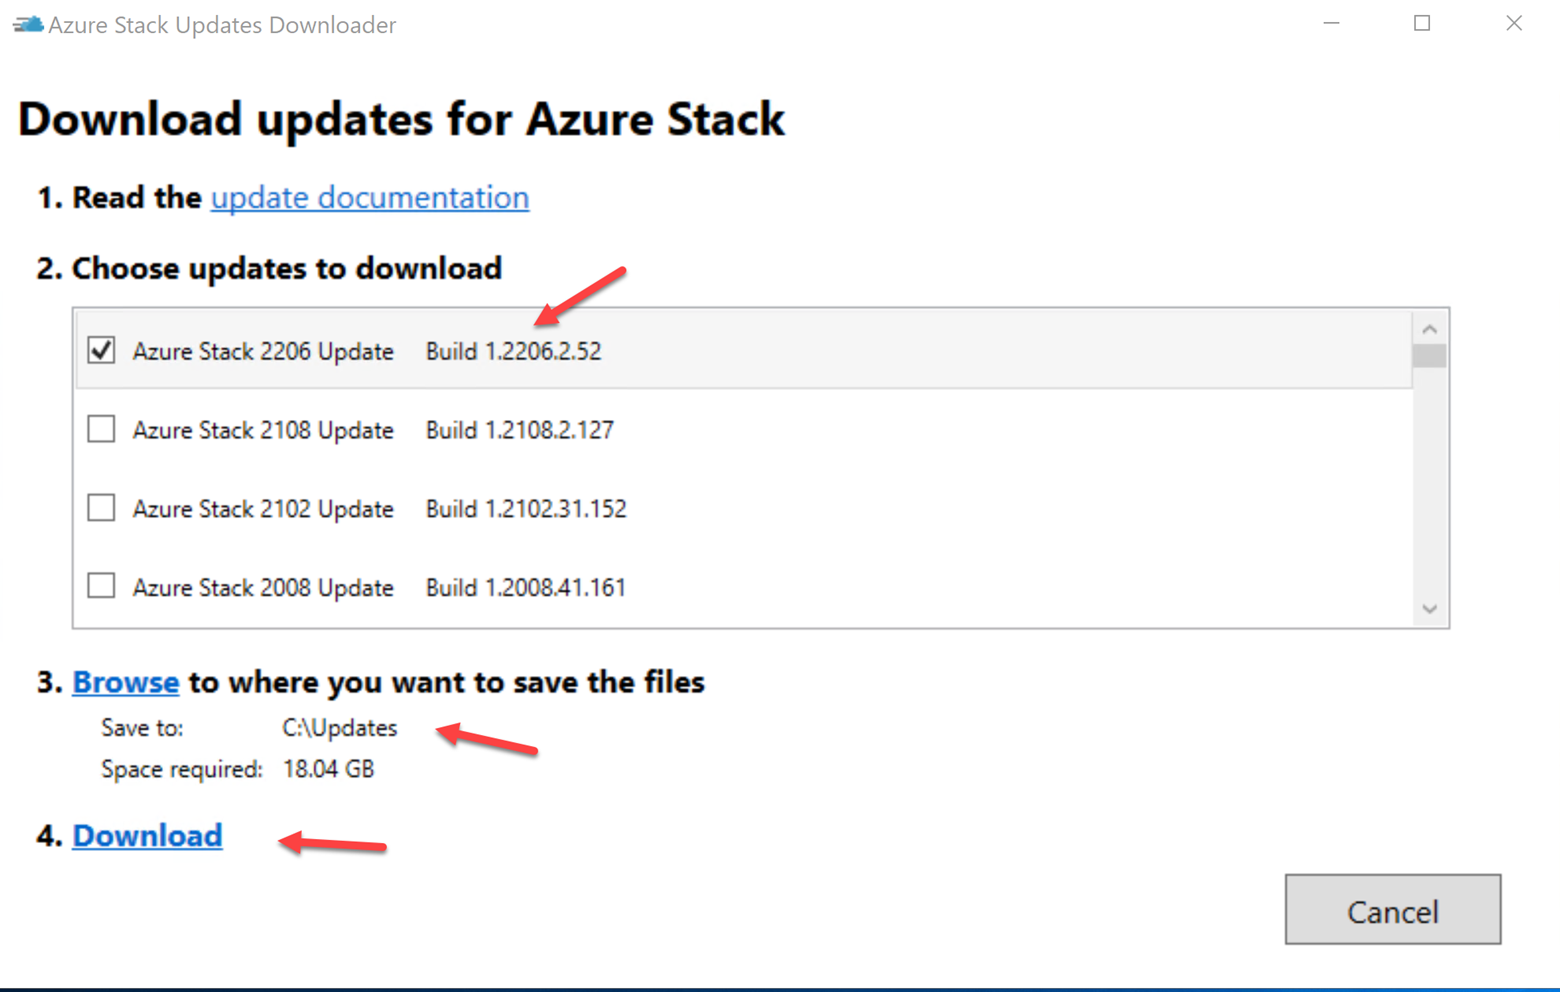 Azure Stack Updates Downloader
Download updates for Azure Stack
1. Read the update documentation
2. Choose updates to download
Azure Stack 2206 Update Build 1.2206.2.52
Azure Stack 2108 Update Build 1.2108.2.127
Azure Stack 2102 Update Build 1.2102.31.152
Azure Stack 2008 Update Build 1.2008.41.161
3. Browse to where you want to save the files
Save to: C:\Updates
Space required: 18.04 GB
4. Download
Cancel